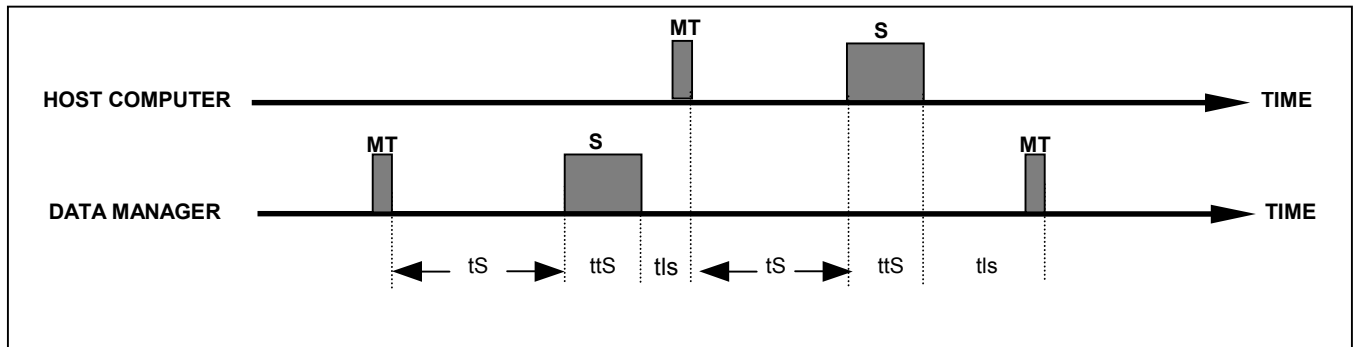 MT S
HOST COMPUTER TIME
MT S MT
DATA MANAGER TIME
tS ttS tls tS ttS tls